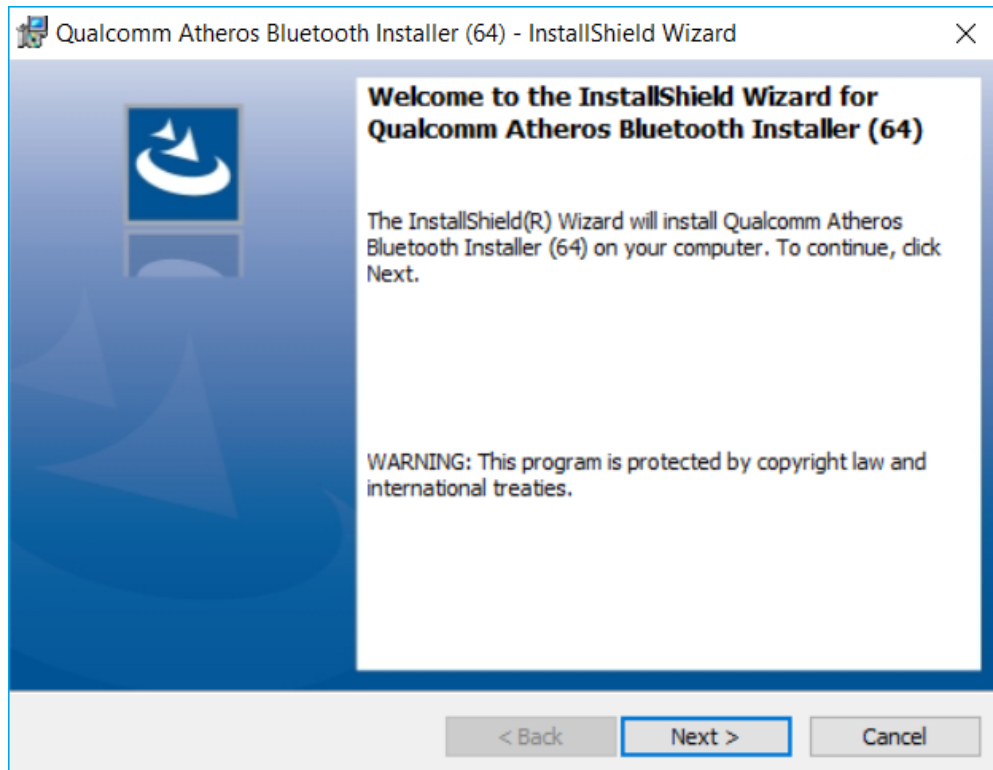 Qualcomm Atheros Bluetooth Installer (64) - InstallShield Wizard
Welcome to the InstallShield Wizard for
Qualcomm Atheros Bluetooth Installer (64)
The InstallShield(R) Wizard will install Qualcomm Atheros
Bluetooth Installer (64) on your computer. To continue, click
Next.
WARNING: This program is protected by copyright law and
international treaties.
< Back Next > Cancel